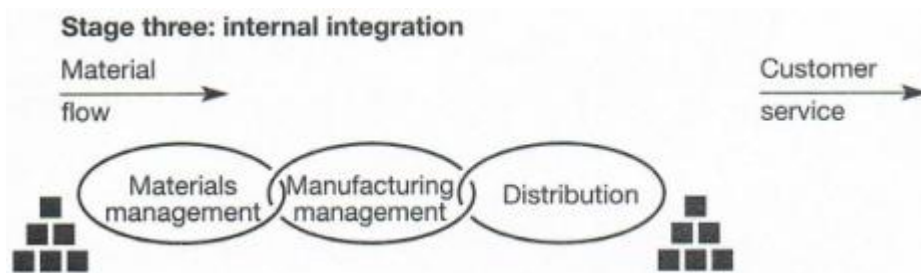 Stage three: internal integration
Material
flow
Customer
service
Materials
management
Manufacturing
management
Distribution